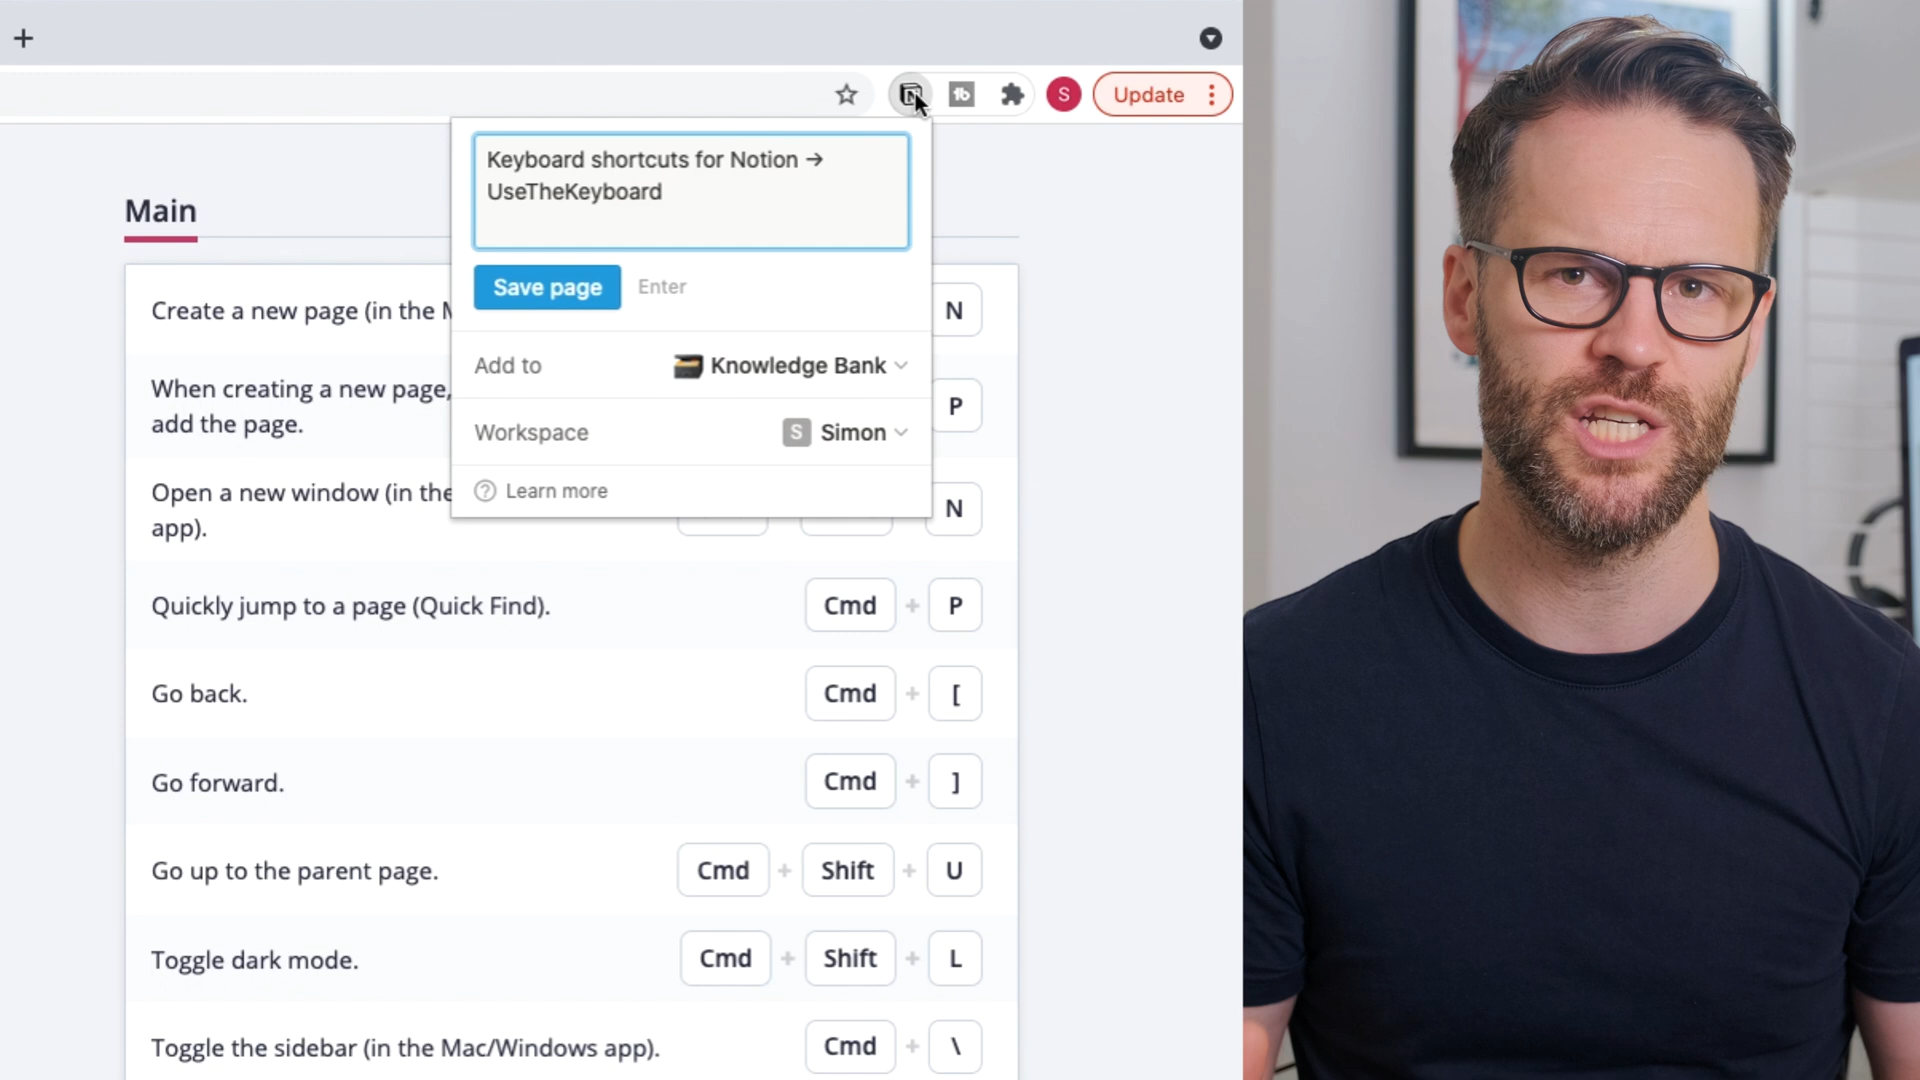 +
S
Update
Keyboard shortcuts for Notion →
UseTheKeyboard
Save page Enter
Add to Knowledge Bank
Workspace S Simon
Learn more
Main
Create a new page (in the N
When creating a new page, P
add the page.
Open a new window (in the N
app).
Quickly jump to a page (Quick Find). Cmd + P
Go back. Cmd + [
Go forward. Cmd + ]
Go up to the parent page. Cmd + Shift + U
Toggle dark mode. Cmd + Shift + L
Toggle the sidebar (in the Mac/Windows app). Cmd + \